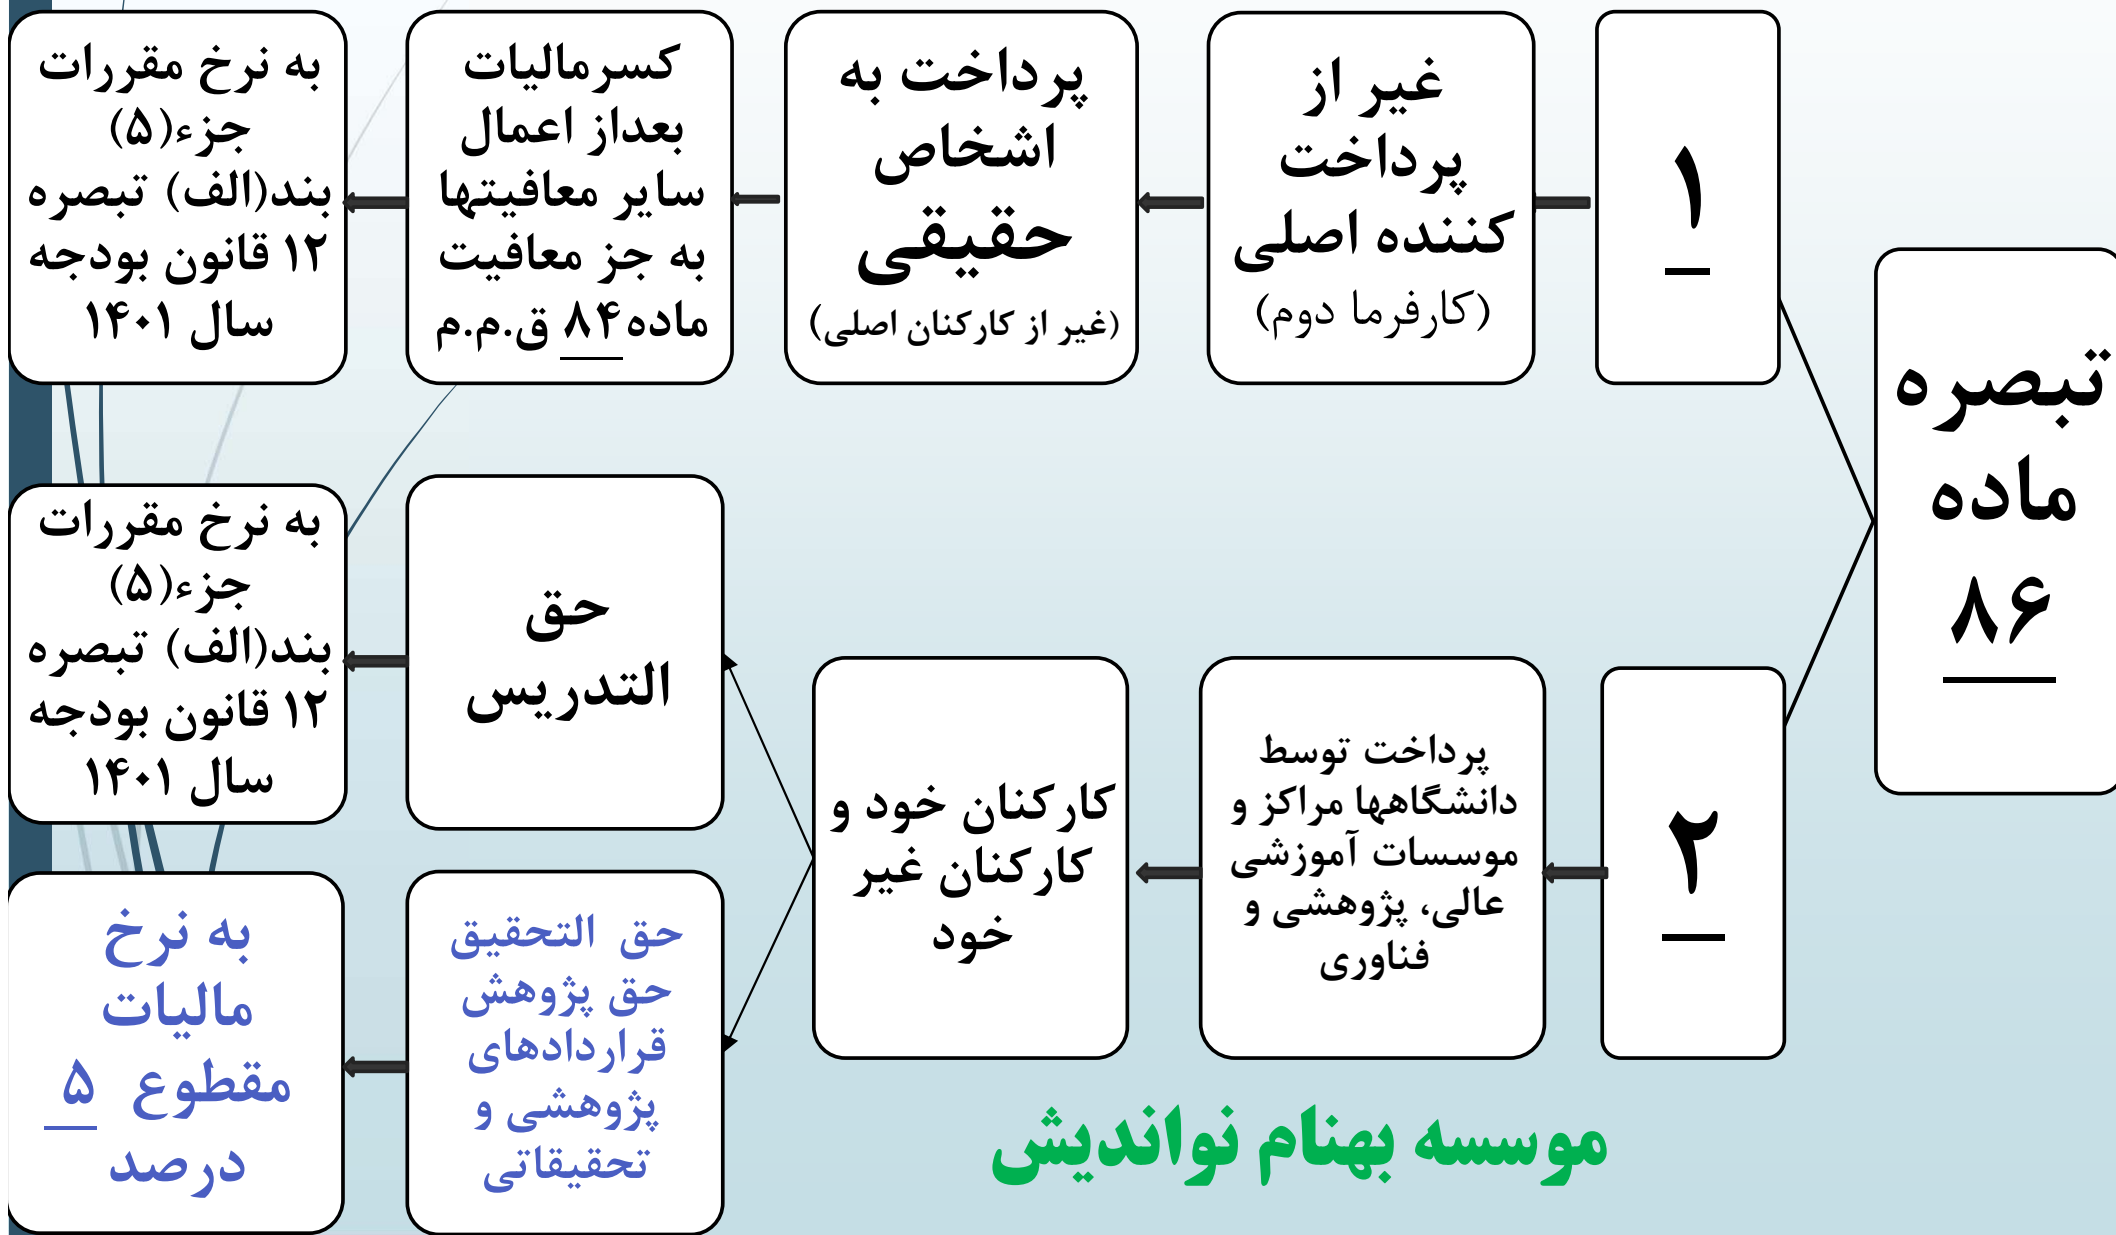 تبصره
ماده
۸۶
۱
غیر از
پرداخت
کننده اصلی
(کارفرما دوم)
پرداخت به
اشخاص
حقیقی
(غیر از کارکنان اصلی)
کسرمالیات
بعداز اعمال
سایر معافیتها
به جز معافیت
ماده۸۴ ق.م.م
به نرخ مقررات
جزء(۵)
بند(الف) تبصره
۱۲ قانون بودجه
سال ۱۴۰۱
۲
پرداخت توسط
دانشگاهها مراکز و
موسسات آموزشی
عالی، پژوهشی و
فناوری
کارکنان خود و
کارکنان غیر
خود
حق
التدریس
به نرخ مقررات
جزء(۵)
بند(الف) تبصره
۱۲ قانون بودجه
سال ۱۴۰۱
حق التحقیق
حق پژوهش
قراردادهای
پژوهشی و
تحقیقاتی
به نرخ
مالیات
مقطوع ۵
درصد
موسسه بهنام نواندیش